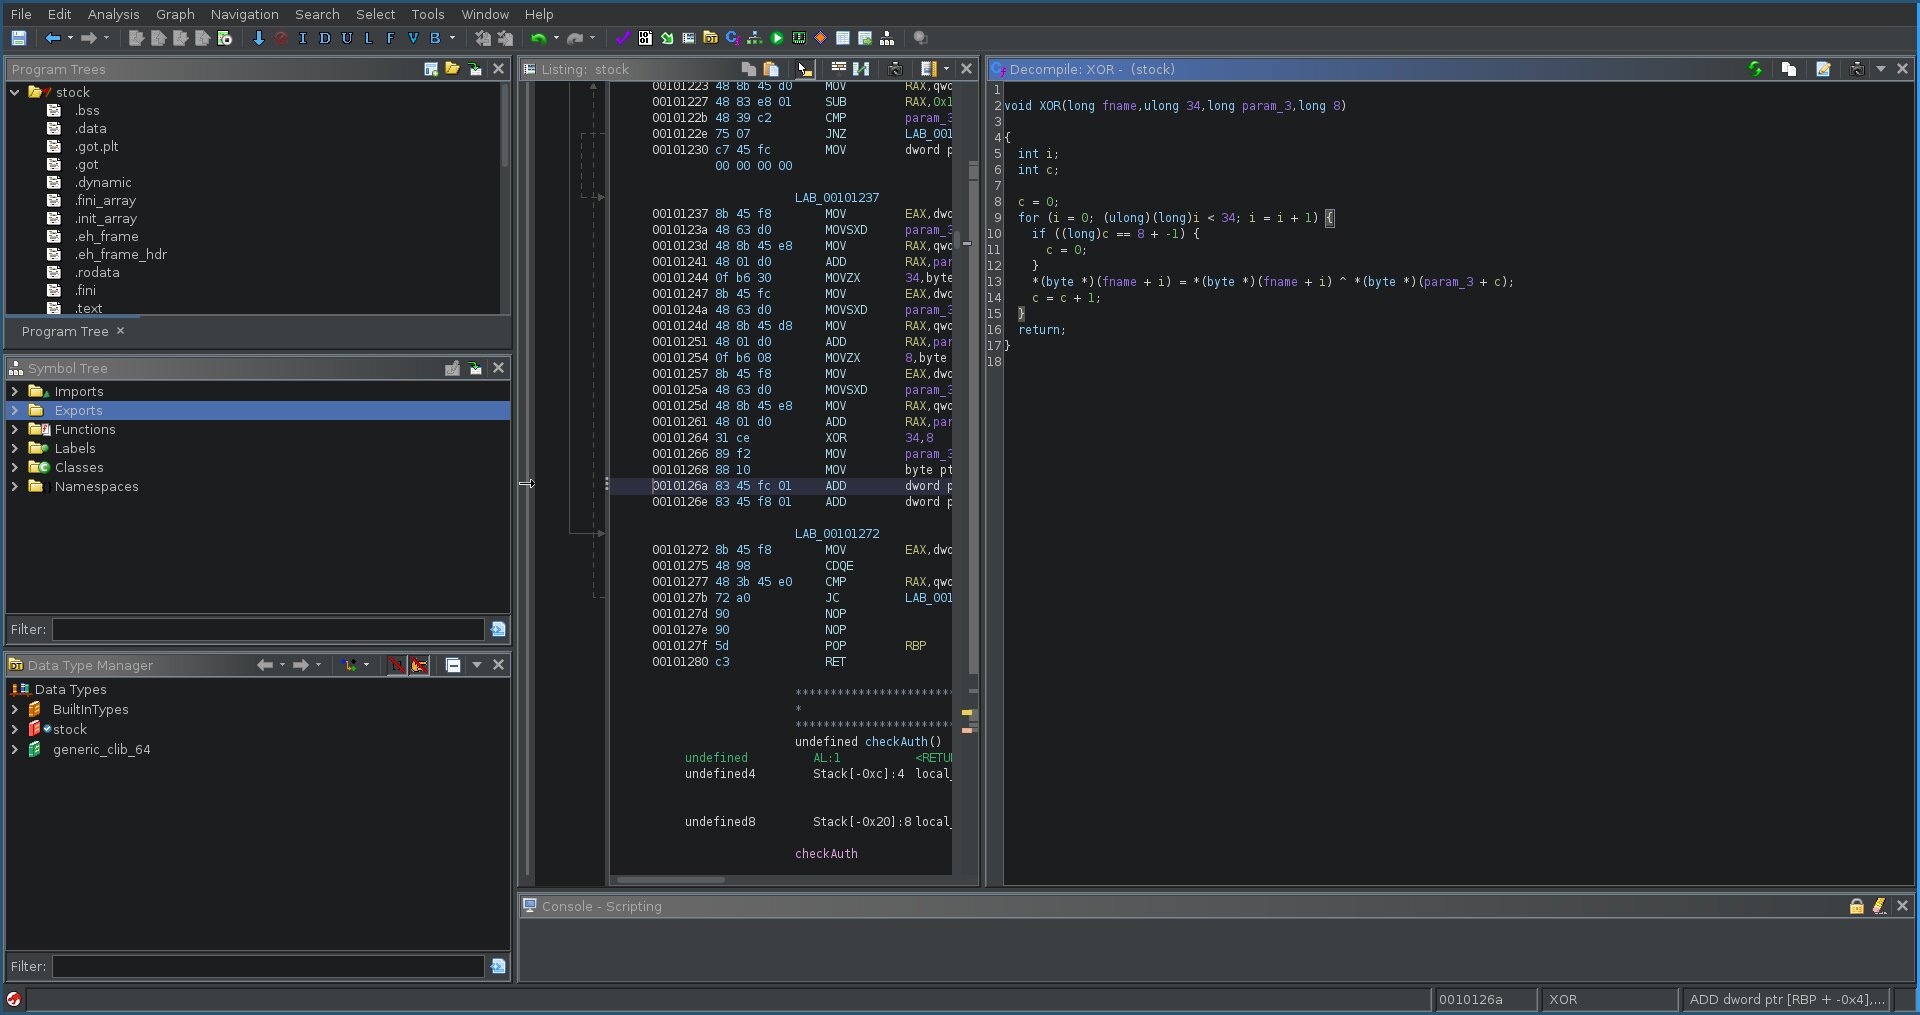 File Edit Analysis Graph Navigation Search Select Tools Window Help
I D U L F V B
Program Trees
stock
.bss
.data
.got.plt
.got
.dynamic
.fini_array
.init_array
.eh_frame
.eh_frame_hdr
.rodata
.fini
.text
Program Tree ×
Symbol Tree
Imports
Exports
Functions
Labels
Classes
Namespaces
Filter:
Data Type Manager
Data Types
BuiltInTypes
stock
generic_clib_64
Filter:
Listing: stock
00101223 48 8b 45 d0 MOV RAX,qwo
00101227 48 83 e8 01 SUB RAX,0x1
0010122b 48 39 c2 CMP param_3
0010122e 75 07 JNZ LAB_001
00101230 c7 45 fc MOV dword p
00 00 00 00
LAB_00101237
00101237 8b 45 f8 MOV EAX,dwo
0010123a 48 63 d0 MOVSXD param_3
0010123d 48 8b 45 e8 MOV RAX,qwo
00101241 48 01 d0 ADD RAX,par
00101244 0f b6 30 MOVZX 34,byte
00101247 8b 45 fc MOV EAX,dwo
0010124a 48 63 d0 MOVSXD param_3
0010124d 48 8b 45 d8 MOV RAX,qwo
00101251 48 01 d0 ADD RAX,par
00101254 0f b6 08 MOVZX 8,byte
00101257 8b 45 f8 MOV EAX,dwo
0010125a 48 63 d0 MOVSXD param_3
0010125d 48 8b 45 e8 MOV RAX,qwo
00101261 48 01 d0 ADD RAX,par
00101264 31 ce XOR 34,8
00101266 89 f2 MOV param_3
00101268 88 10 MOV byte pt
0010126a 83 45 fc 01 ADD dword p
0010126e 83 45 f8 01 ADD dword p
LAB_00101272
00101272 8b 45 f8 MOV EAX,dwo
00101275 48 98 CDQE
00101277 48 3b 45 e0 CMP RAX,qwo
0010127b 72 a0 JC LAB_001
0010127d 90 NOP
0010127e 90 NOP
0010127f 5d POP RBP
00101280 c3 RET
**********************
*
**********************
undefined checkAuth()
undefined AL:1 <RETU
undefined4 Stack[-0xc]:4 local_
undefined8 Stack[-0x20]:8 local_
checkAuth
Decompile: XOR - (stock)
1
2 void XOR(long fname,ulong 34,long param_3,long 8)
3
4 {
5 int i;
6 int c;
7
8 c = 0;
9 for (i = 0; (ulong)(long)i < 34; i = i + 1) {
10 if ((long)c == 8 + -1) {
11 c = 0;
12 }
13 *(byte *)(fname + i) = *(byte *)(fname + i) ^ *(byte *)(param_3 + c);
14 c = c + 1;
15 }
16 return;
17 }
18
Console - Scripting
0010126a XOR ADD dword ptr [RBP + -0x4],...